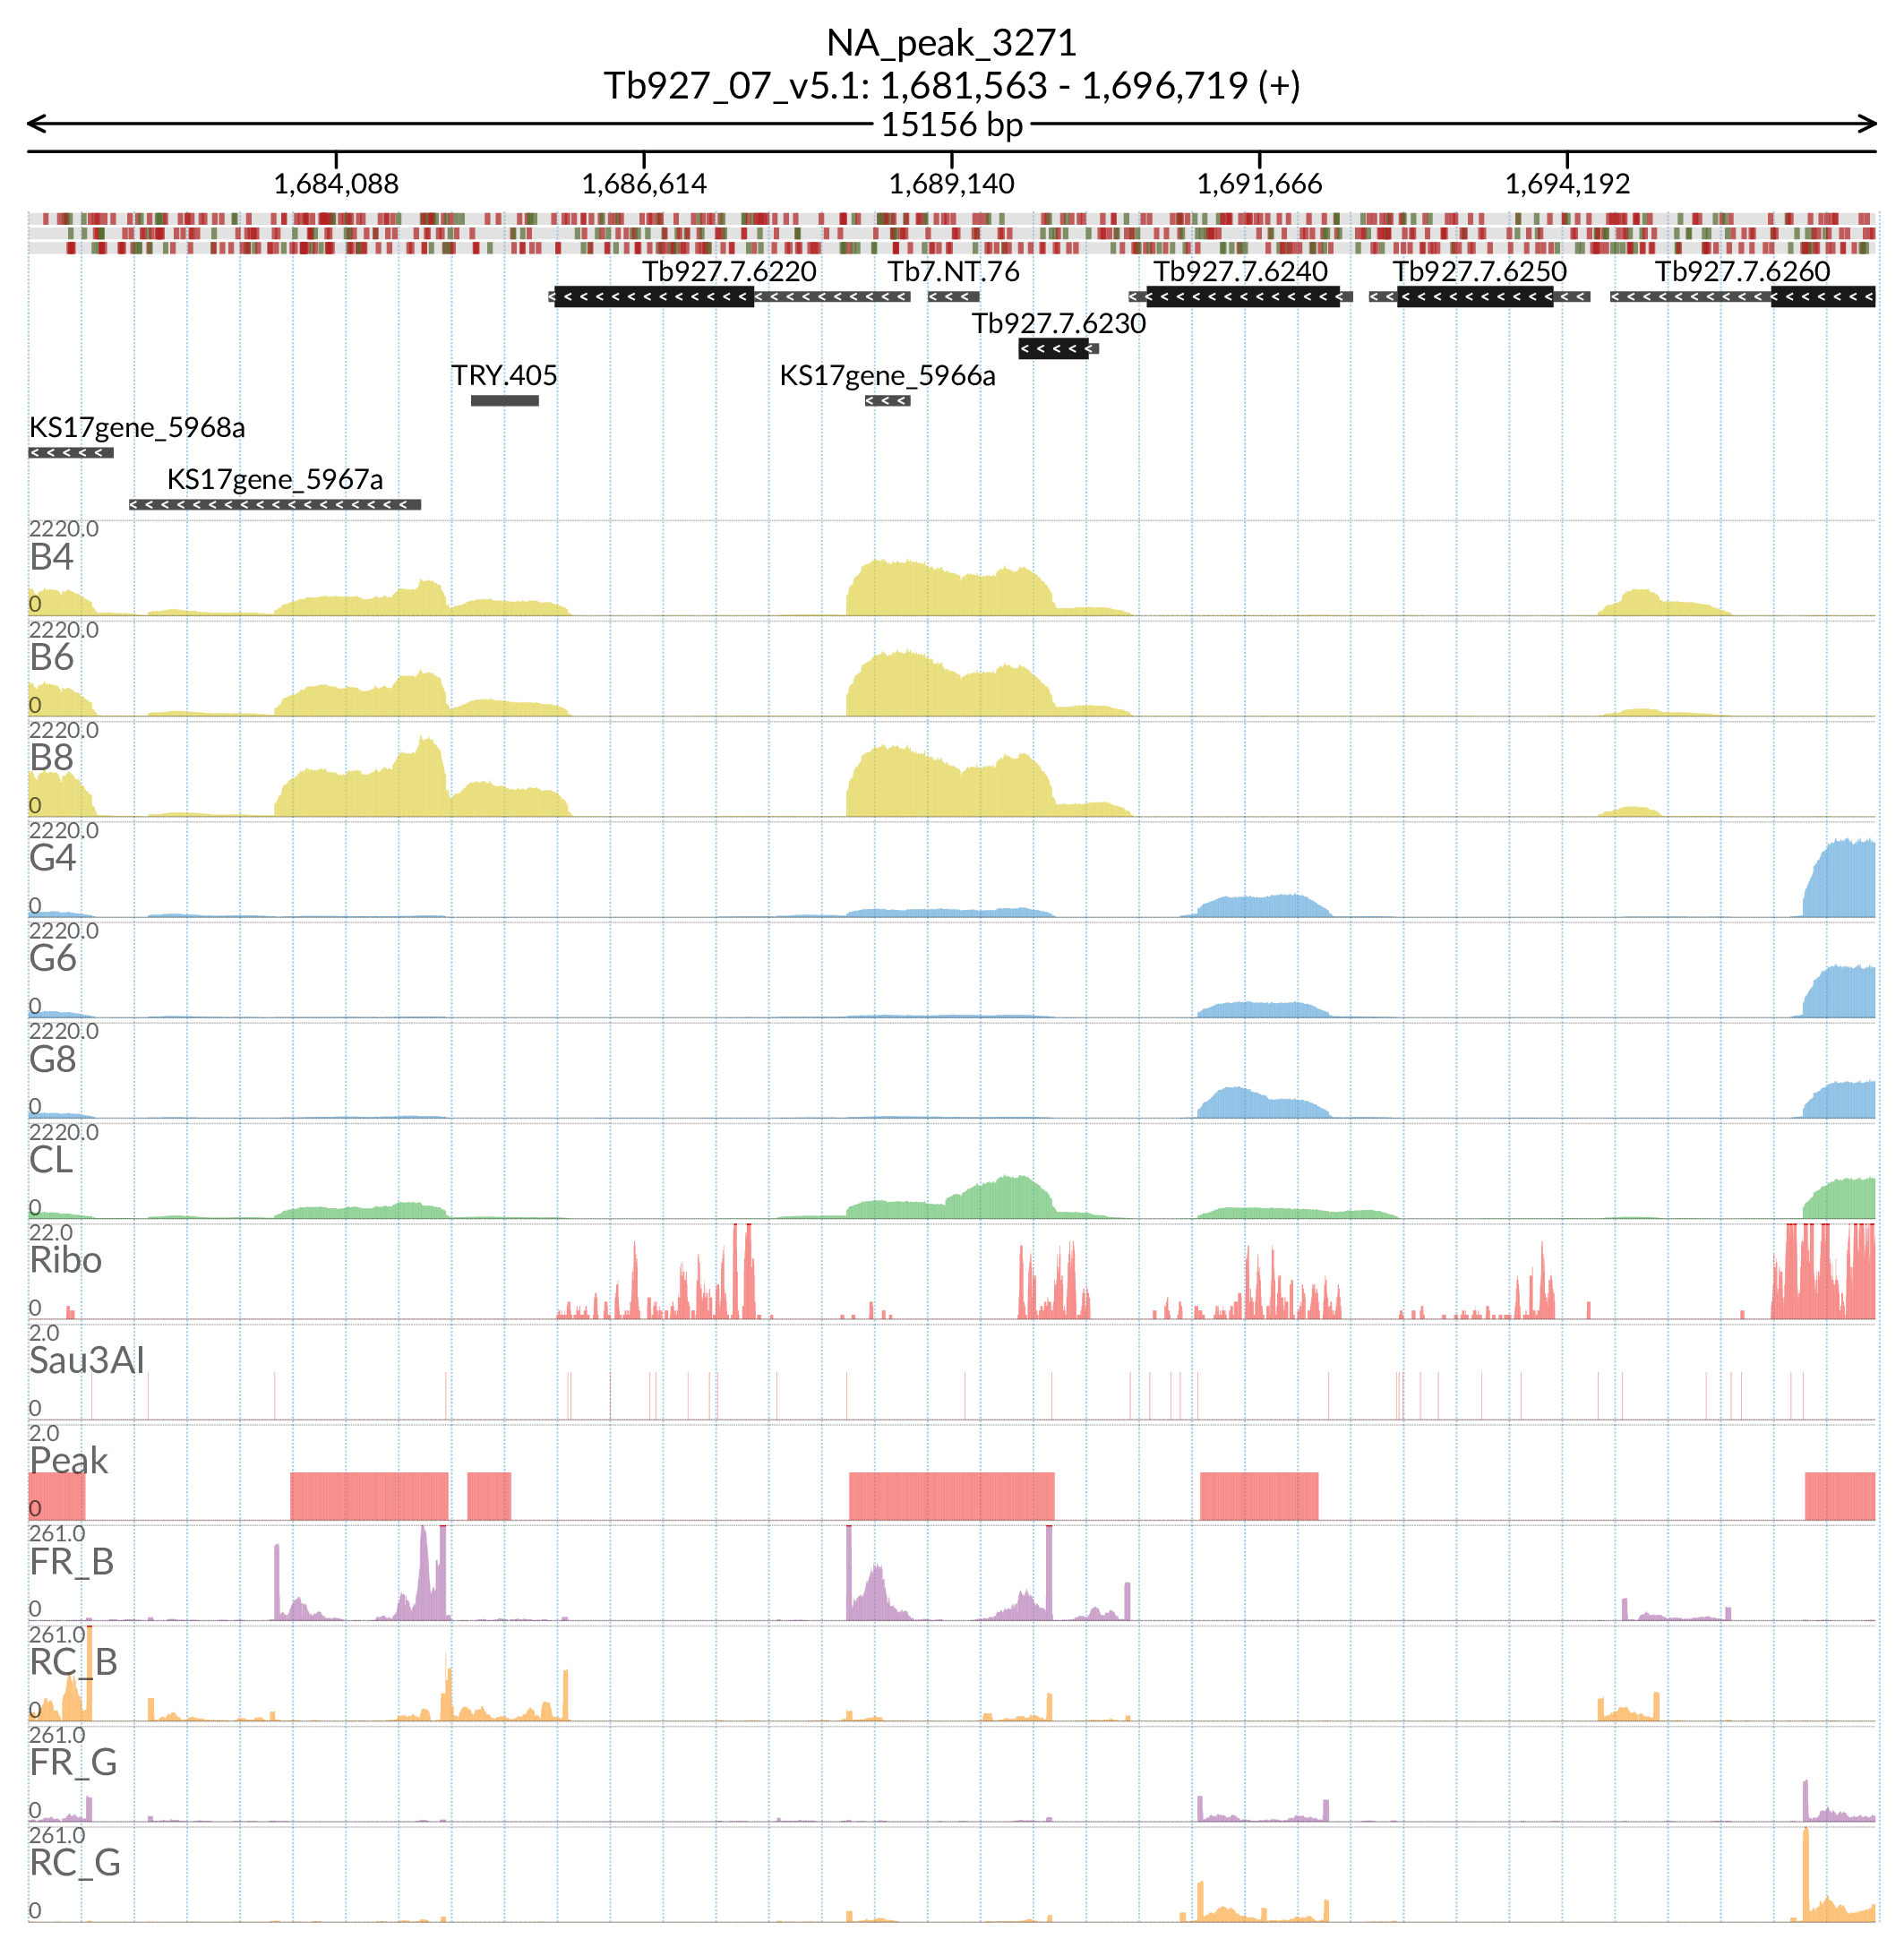 NA_peak_3271
Tb927_07_v5.1: 1,681,563 - 1,696,719 (+)
15156 bp
1,684,088 1,686,614 1,689,140 1,691,666 1,694,192
Tb927.7.6220 Tb7.NT.76 Tb927.7.6240 Tb927.7.6250 Tb927.7.6260
Tb927.7.6230
TRY.405 KS17gene_5966a
KS17gene_5968a
KS17gene_5967a
2220.0
B4
0
2220.0
B6
0
2220.0
B8
0
2220.0
G4
0
2220.0
G6
0
2220.0
G8
0
2220.0
CL
0
22.0
Ribo
0
2.0
Sau3AI
0
2.0
Peak
0
261.0
FR_B
0
261.0
RC_B
0
261.0
FR_G
0
261.0
RC_G
0